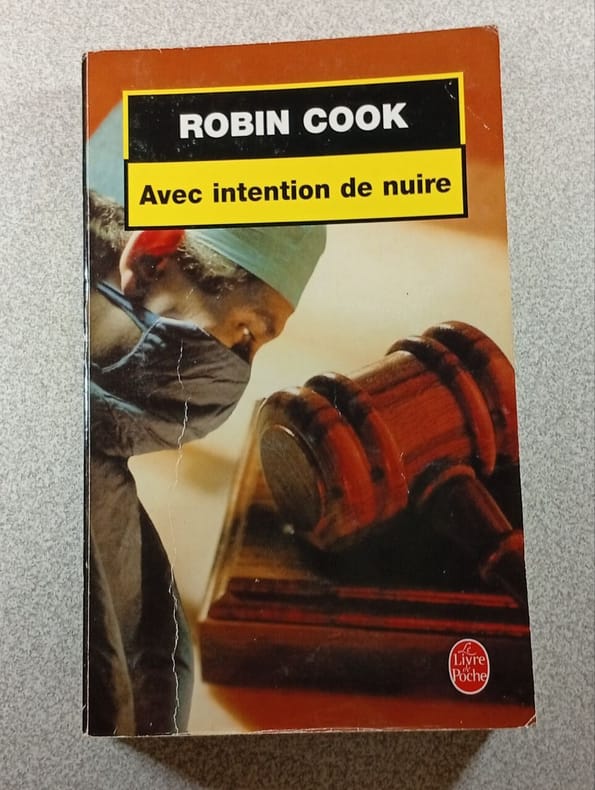 ROBIN COOK
Avec intention de nuire
Le
Livre
de
Poche